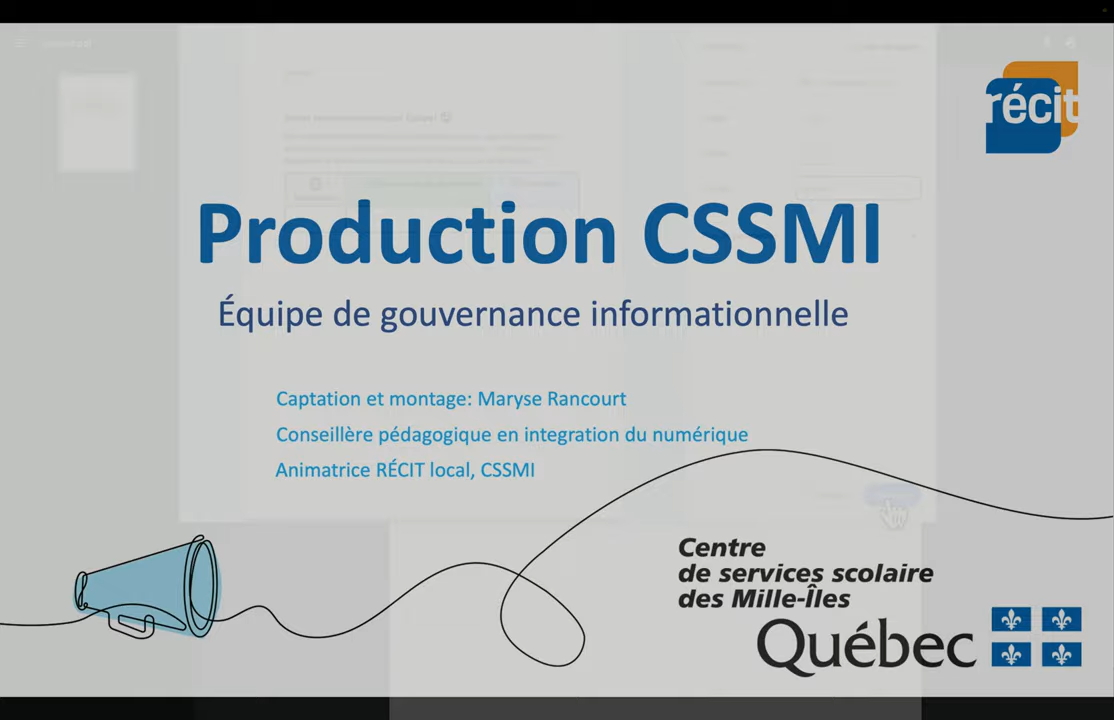 récit
Production CSSMI
Équipe de gouvernance informationnelle
Captation et montage: Maryse Rancourt
Conseillère pédagogique en integration du numérique
Animatrice RÉCIT local, CSSMI
Centre
de services scolaire
des Mille-Îles
Québec